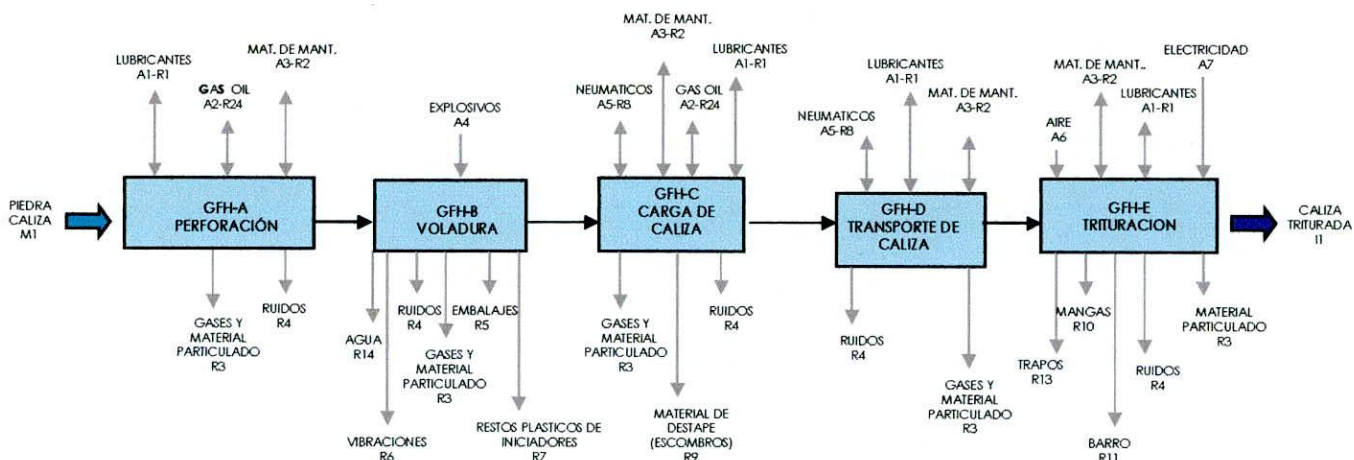 LUBRICANTES
A1-R1
GAS OIL
A2-R24
MAT. DE MANT.
A3-R2
EXPLOSIVOS
A4
NEUMATICOS
A5-R8
MAT. DE MANT.
A3-R2
GAS OIL
A2-R24
LUBRICANTES
A1-R1
NEUMATICOS
A5-R8
LUBRICANTES
A1-R1
MAT. DE MANT.
A3-R2
AIRE
A6
MAT. DE MANT..
A3-R2
LUBRICANTES
A1-R1
ELECTRICIDAD
A7
PIEDRA
CALIZA
M1
GFH-A
PERFORACIÓN
GFH-B
VOLADURA
GFH-C
CARGA DE
CALIZA
GFH-D
TRANSPORTE DE
CALIZA
GFH-E
TRITURACION
CALIZA
TRITURADA
I1
GASES Y
MATERIAL
PARTICULADO
R3
RUIDOS
R4
AGUA
R14
VIBRACIONES
R6
RUIDOS
R4
GASES Y
MATERIAL
PARTICULADO
R3
EMBALAJES
R5
RESTOS PLASTICOS DE
INICIADORES
R7
GASES Y
MATERIAL
PARTICULADO
R3
MATERIAL DE
DESTAPE
(ESCOMBROS)
R9
RUIDOS
R4
RUIDOS
R4
GASES Y
MATERIAL
PARTICULADO
R3
TRAPOS
R13
MANGAS
R10
BARRO
R11
RUIDOS
R4
MATERIAL
PARTICULADO
R3